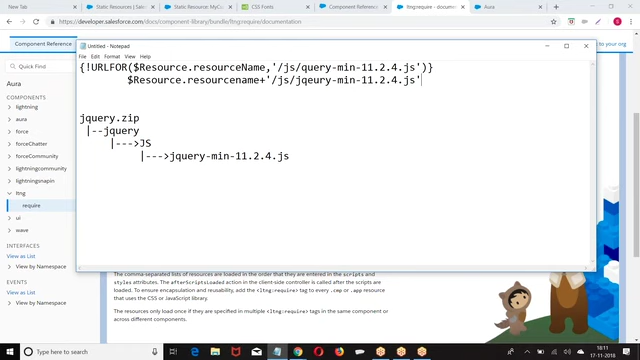 New Tab
Static Resources | Salesf
Static Resource: MyCu
CSS Fonts
Component Reference
ltng:require - documen
Aura
https://developer.salesforce.com/docs/component-library/bundle/ltng:require/documentation
Component Reference
Quick Find
Aura
COMPONENTS
lightning
aura
force
forceChatter
forceCommunity
lightningcommunity
lightningsnapin
ltng
require
ui
wave
INTERFACES
View as List
View by Namespace
EVENTS
View as List
View by Namespace
Untitled - Notepad
File Edit Format View Help
{!URLFOR($Resource.resourceName,'/js/query-min-11.2.4.js')}
$Resource.resourcename+'/js/jqeury-min-11.2.4.js'
jquery.zip
|--jquery
|--->JS
|--->jquery-min-11.2.4.js
The comma-separated lists of resources are loaded in the order that they are entered in the scripts and
styles attributes. The afterScriptsLoaded action in the client-side controller is called after the scripts are
loaded. To ensure encapsulation and reusability, add the <ltng:require> tag to every .cmp or .app resource
that uses the CSS or JavaScript library.
The resources only load once if they are specified in multiple <ltng:require> tags in the same component or
across different components.
Type here to search
18:11
17-11-2018